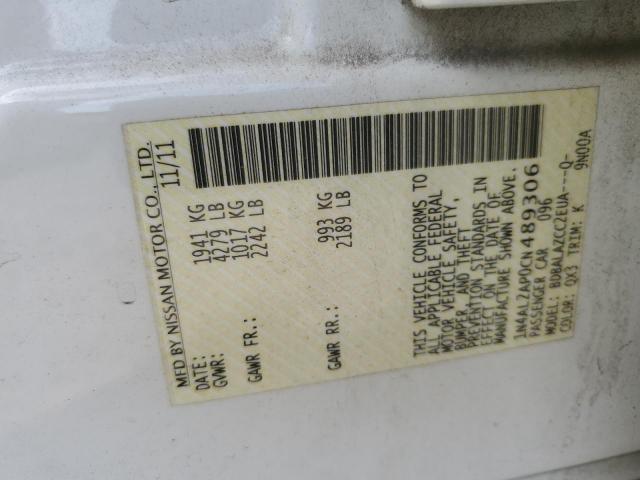 MFD BY NISSAN MOTOR CO., LTD.
DATE: 11/11
GVWR: 1941 KG
4279 LB
GAWR FR.: 1017 KG
2242 LB
GAWR RR.: 993 KG
2189 LB
THIS VEHICLE CONFORMS TO
ALL APPLICABLE FEDERAL
MOTOR VEHICLE SAFETY,
BUMPER, AND THEFT
PREVENTION STANDARDS IN
EFFECT ON THE DATE OF
MANUFACTURE SHOWN ABOVE.
1N4AL2AP0CN489306
PASSENGER CAR 096
MODEL: BDBALAZCCZEUA---Q-
COLOR: QX3 TRIM: K 9N00A